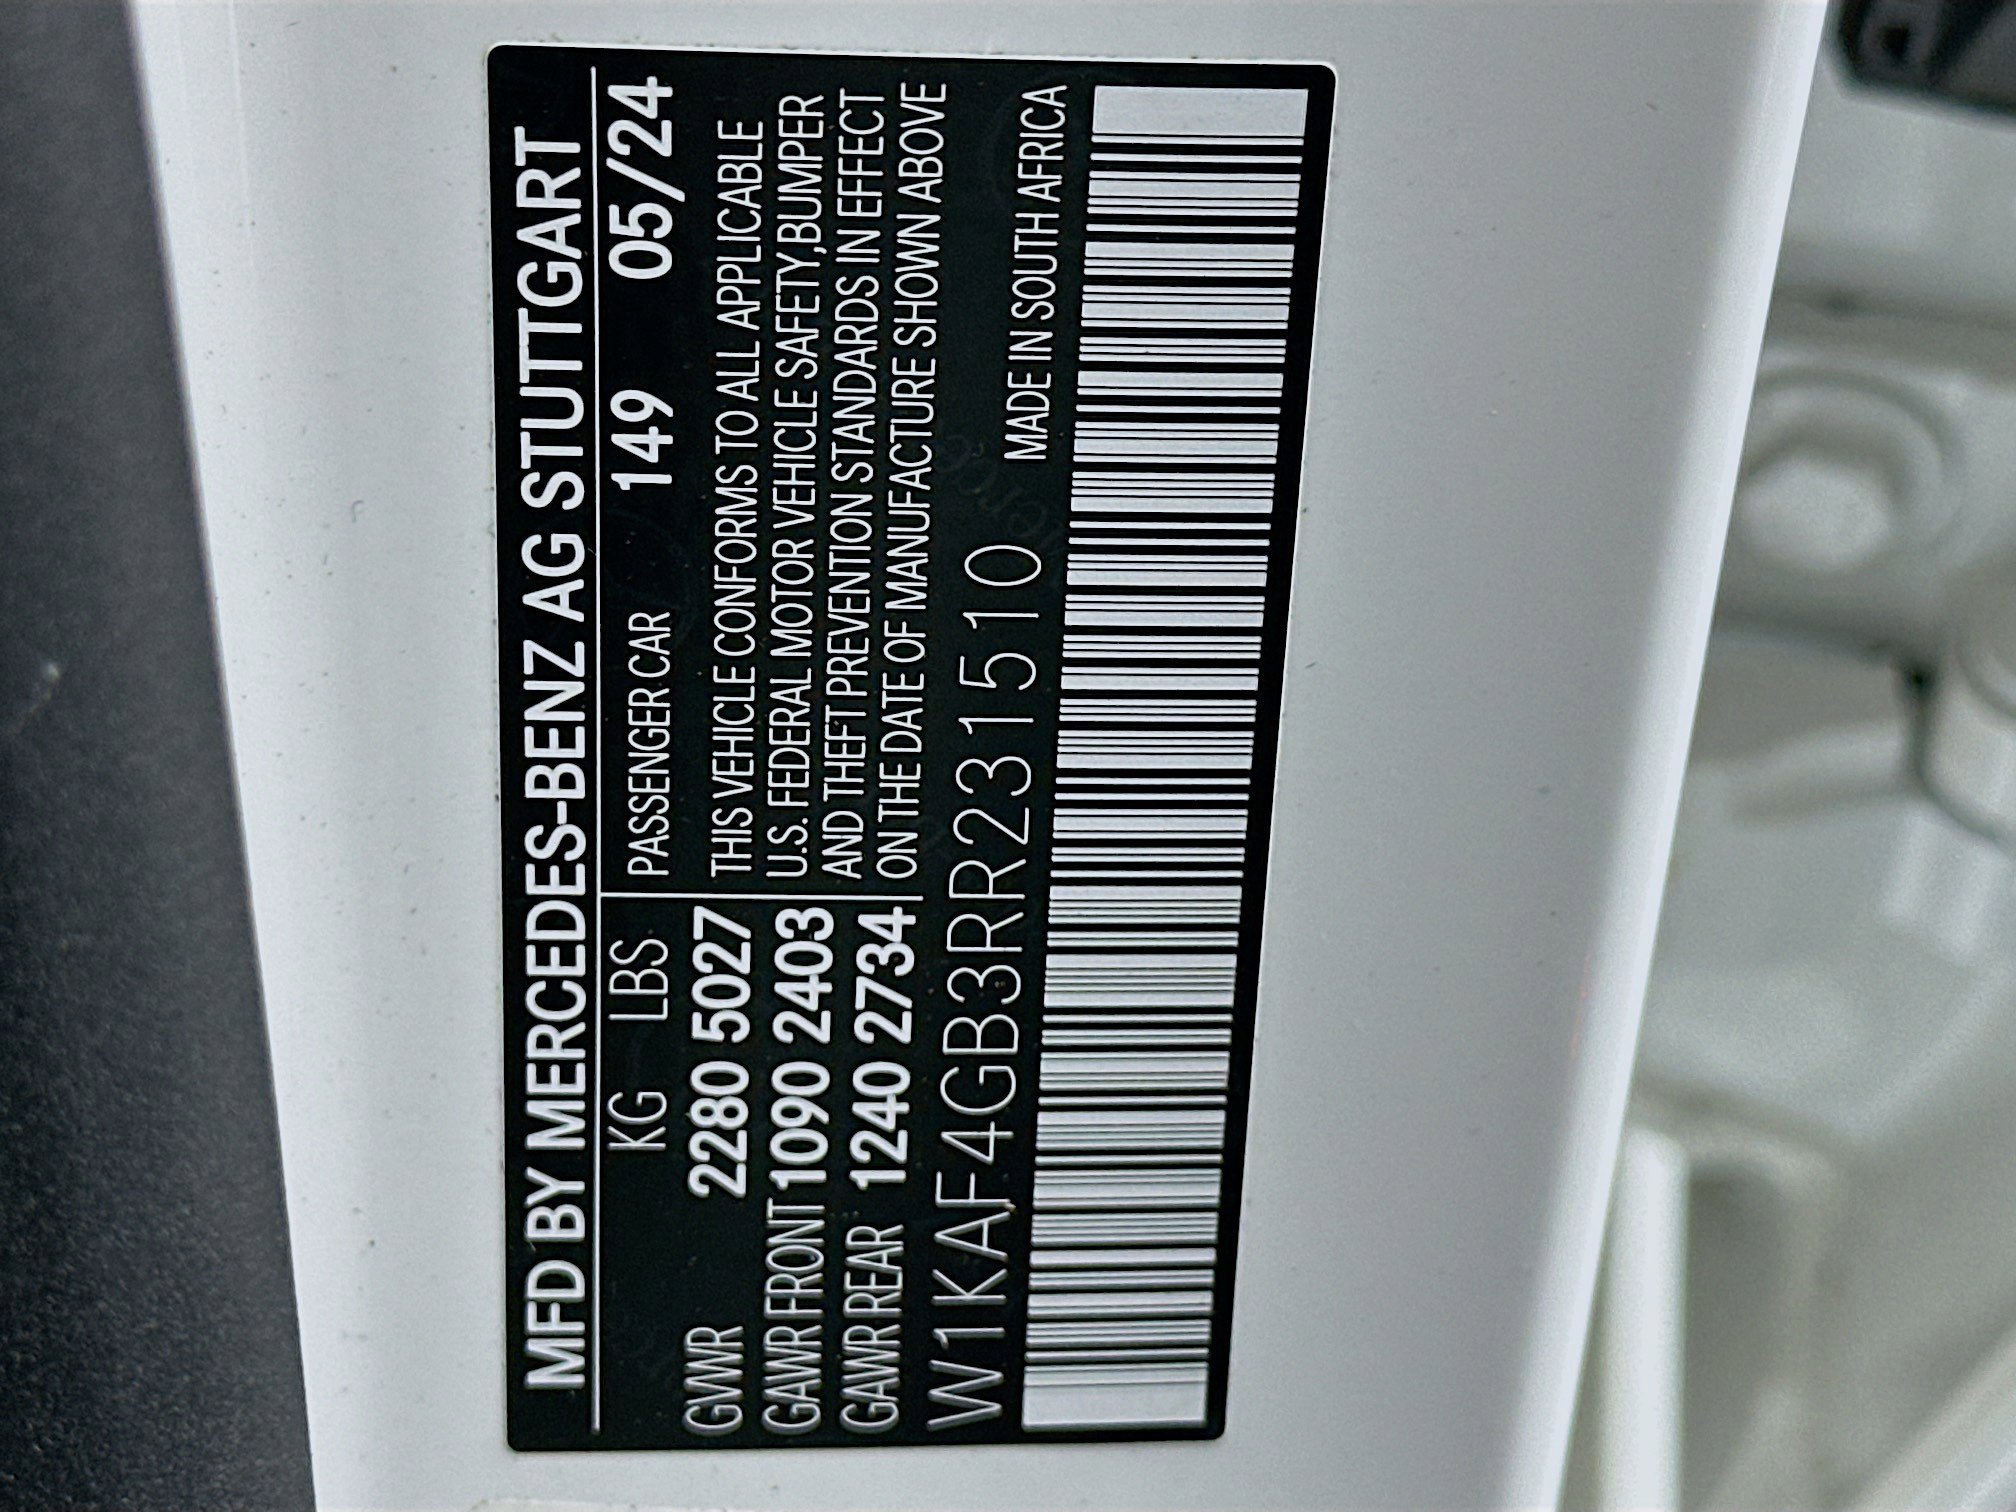 MFD BY MERCEDES-BENZ AG STUTTGART
KG LBS PASSENGER CAR 149 05/24
GVWR 2280 5027 THIS VEHICLE CONFORMS TO ALL APPLICABLE
U.S. FEDERAL MOTOR VEHICLE SAFETY,BUMPER
GAWR FRONT 1090 2403 AND THEFT PREVENTION STANDARDS IN EFFECT
GAWR REAR 1240 2734 ON THE DATE OF MANUFACTURE SHOWN ABOVE
W1KAF4GB3RR231510 MADE IN SOUTH AFRICA